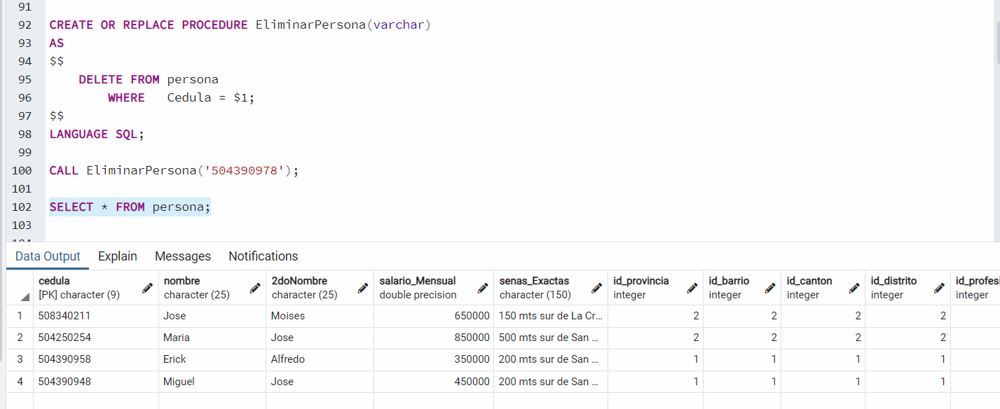 91
92 CREATE OR REPLACE PROCEDURE EliminarPersona(varchar)
93 AS
94 $$
95 DELETE FROM persona
96 WHERE Cedula = $1;
97 $$
98 LANGUAGE SQL;
99
100 CALL EliminarPersona('504390978');
101
102 SELECT * FROM persona;
103
Data Output Explain Messages Notifications
cedula nombre 2doNombre salario_Mensual senas_Exactas id_provincia id_barrio id_canton id_distrito id_profesi
[PK] character (9) character (25) character (25) double precision character (150) integer integer integer integer integer
1 508340211 Jose Moises 650000 150 mts sur de La Cr... 2 2 2 2
2 504250254 Maria Jose 850000 500 mts sur de San ... 2 2 2 2
3 504390958 Erick Alfredo 350000 200 mts sur de San ... 1 1 1 1
4 504390948 Miguel Jose 450000 200 mts sur de San ... 1 1 1 1